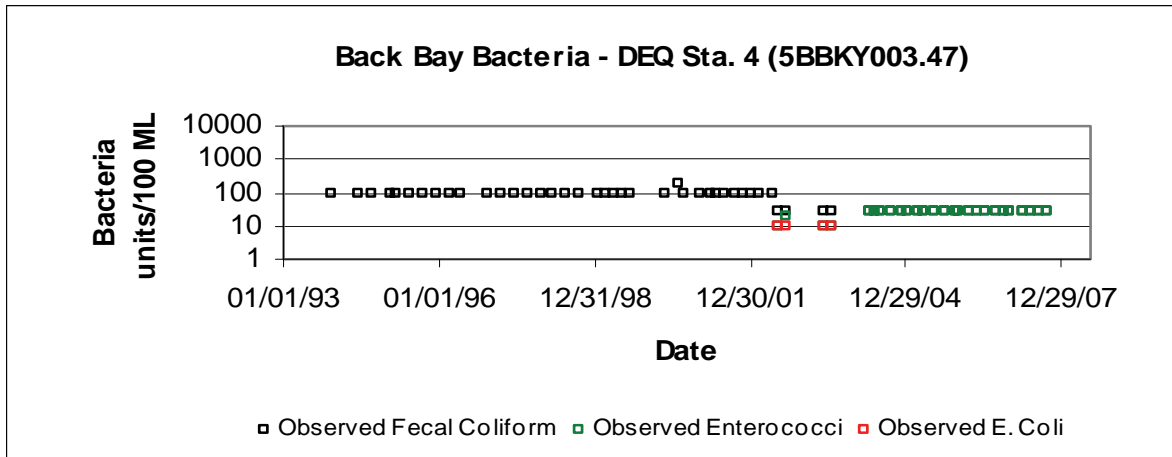 Back Bay Bacteria - DEQ Sta. 4 (5BBKY003.47)
Bacteria
units/100 ML
10000
1000
100
10
1
01/01/93 01/01/96 12/31/98 12/30/01 12/29/04 12/29/07
Date
Observed Fecal Coliform Observed Enterococci Observed E. Coli